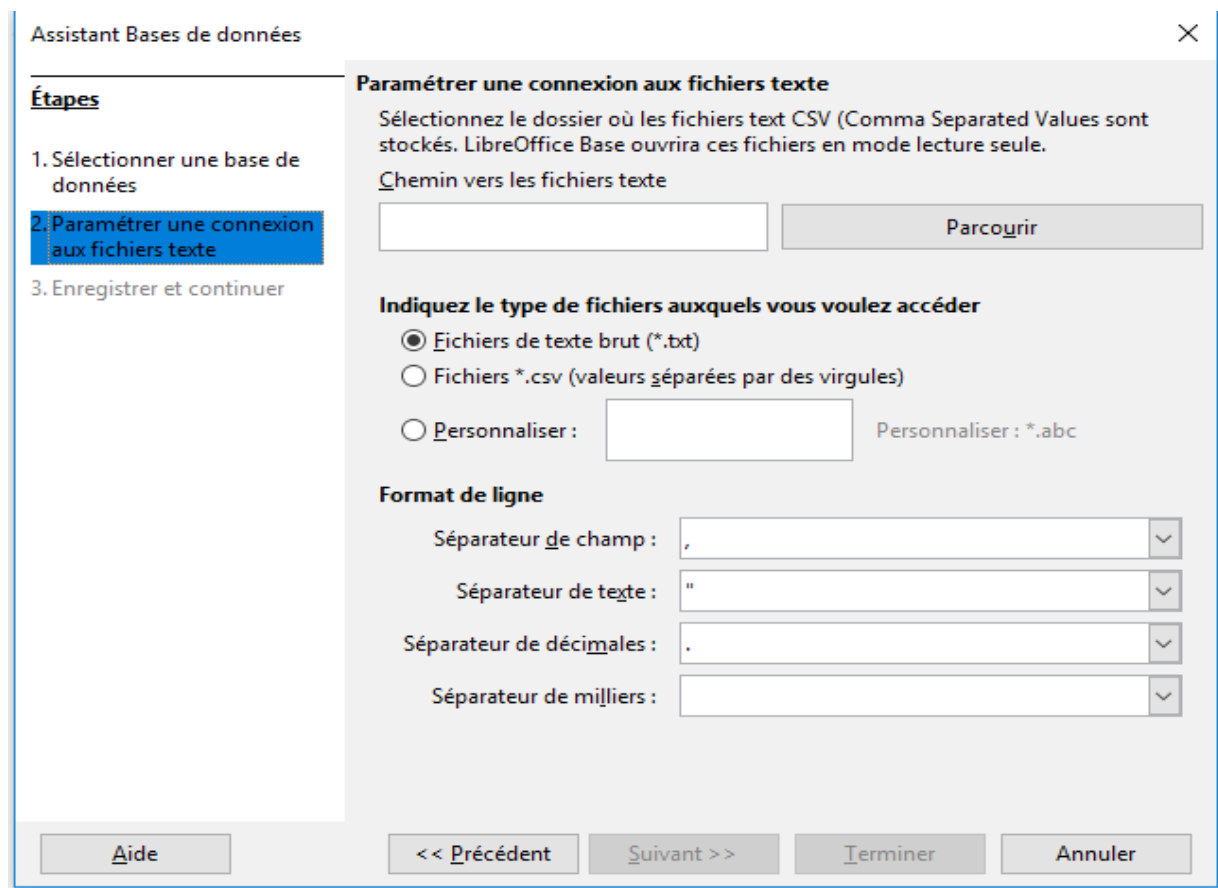 Assistant Bases de données
Étapes
1. Sélectionner une base de
données
2. Paramétrer une connexion
aux fichiers texte
3. Enregistrer et continuer
Paramétrer une connexion aux fichiers texte
Sélectionnez le dossier où les fichiers text CSV (Comma Separated Values sont
stockés. LibreOffice Base ouvrira ces fichiers en mode lecture seule.
Chemin vers les fichiers texte
Parcourir
Indiquez le type de fichiers auxquels vous voulez accéder
Fichiers de texte brut (*.txt)
Fichiers *.csv (valeurs séparées par des virgules)
Personnaliser : Personnaliser : *.abc
Format de ligne
Séparateur de champ : ,
Séparateur de texte : "
Séparateur de décimales : .
Séparateur de milliers :
Aide << Précédent Suivant >> Terminer Annuler